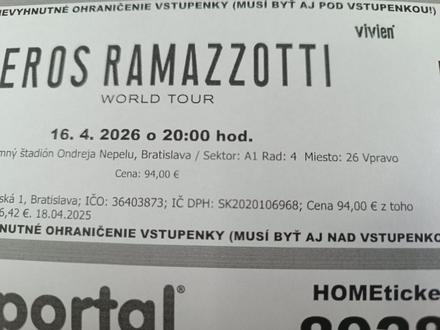 NEVYHNUTNÉ OHRANIČENIE VSTUPENKY (MUSÍ BYŤ AJ POD VSTUPENKOU!)
vivien
EROS RAMAZZOTTI
WORLD TOUR
16. 4. 2026 o 20:00 hod.
mný štadión Ondreja Nepelu, Bratislava / Sektor: A1 Rad: 4 Miesto: 26 Vpravo
Cena: 94,00 €
ská 1, Bratislava; IČO: 36403873; IČ DPH: SK2020106968; Cena 94,00 € z toho
6,42 €. 18.04.2025
NUTNÉ OHRANIČENIE VSTUPENKY (MUSÍ BYŤ AJ NAD VSTUPENKO
portal®
HOMEticke